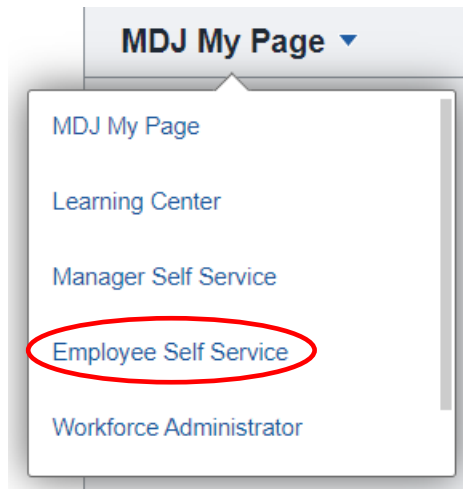 MDJ My Page
MDJ My Page
Learning Center
Manager Self Service
Employee Self Service
Workforce Administrator